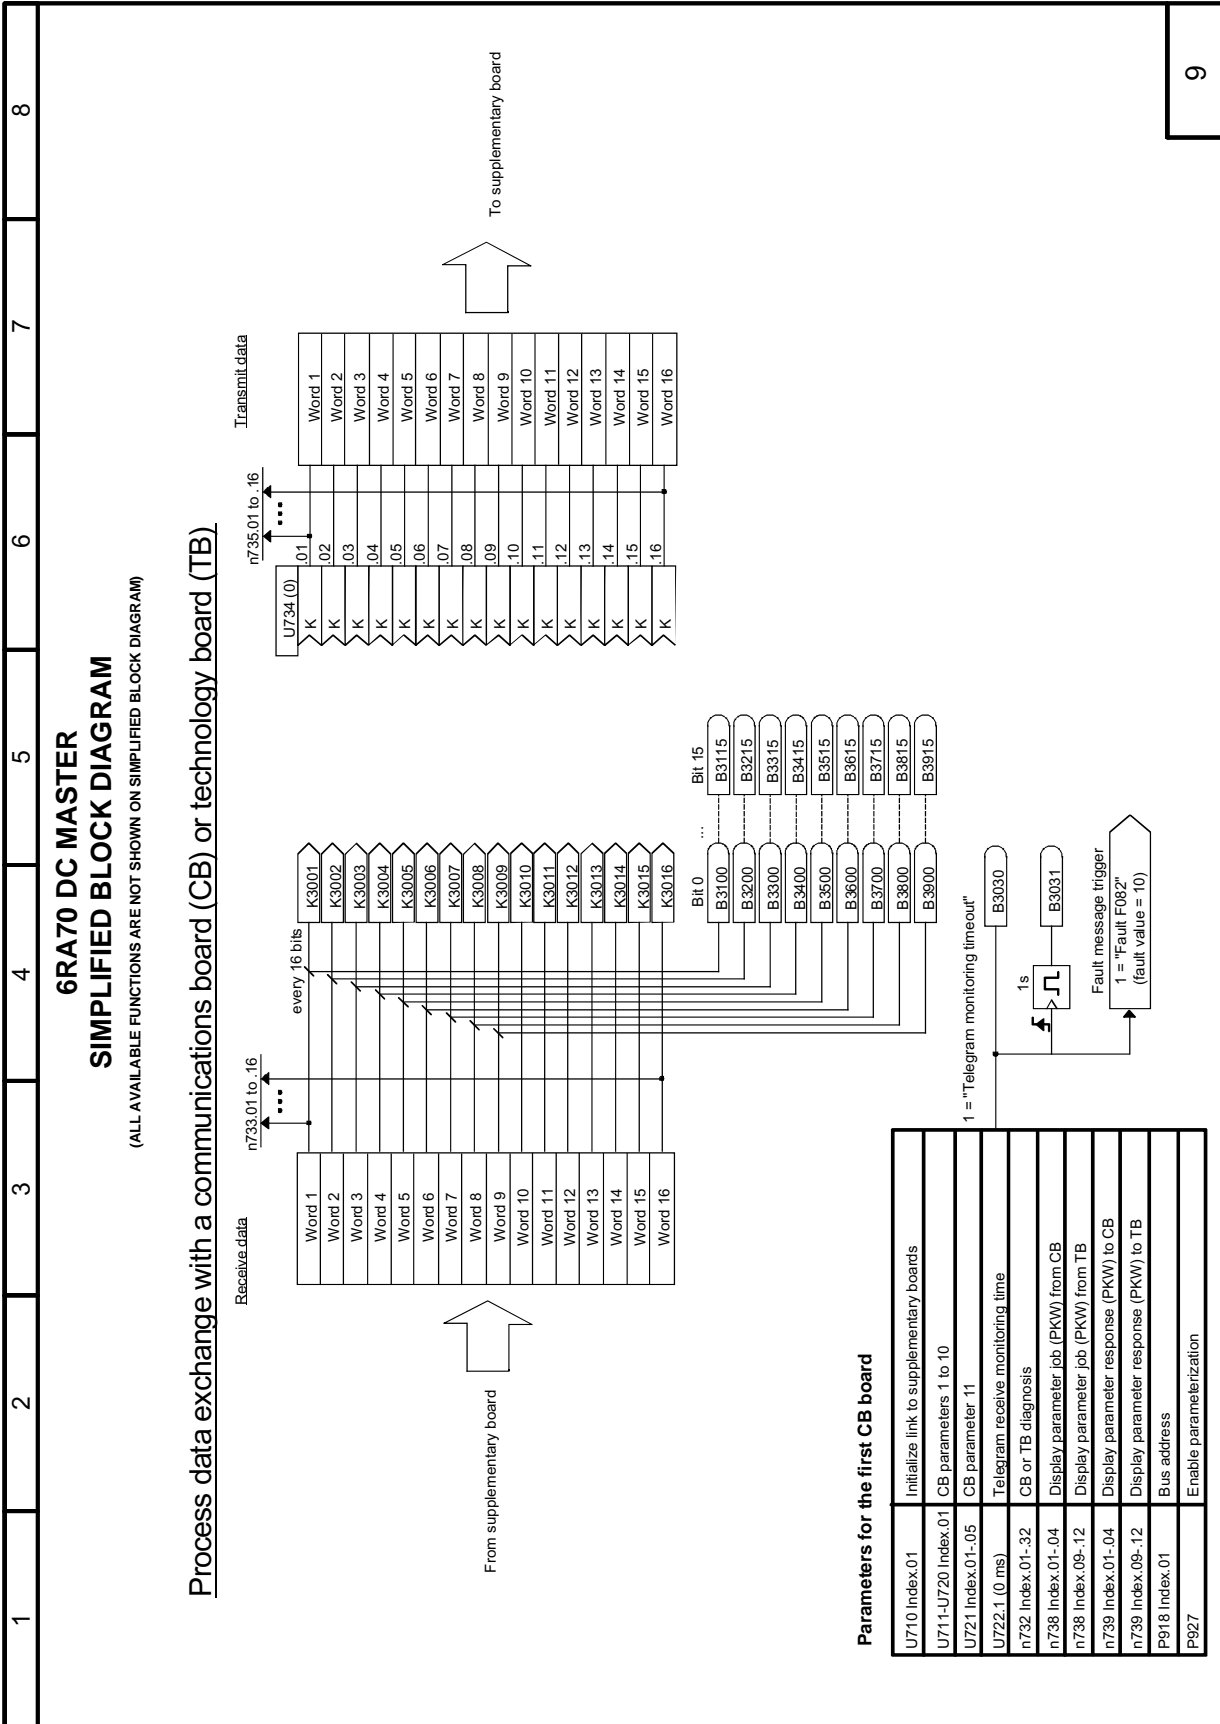 1 2 3 4 5 6 7 8
6RA70 DC MASTER
SIMPLIFIED BLOCK DIAGRAM
(ALL AVAILABLE FUNCTIONS ARE NOT SHOWN ON SIMPLIFIED BLOCK DIAGRAM)
Process data exchange with a communications board (CB) or technology board (TB)
Receive data
n733.01 to .16
From supplementary board
Word 1
Word 2
Word 3
Word 4
Word 5
Word 6
Word 7
Word 8
Word 9
Word 10
Word 11
Word 12
Word 13
Word 14
Word 15
Word 16
every 16 bits
K3001
K3002
K3003
K3004
K3005
K3006
K3007
K3008
K3009
K3010
K3011
K3012
K3013
K3014
K3015
K3016
Bit 0 ... Bit 15
B3100 B3115
B3200 B3215
B3300 B3315
B3400 B3415
B3500 B3515
B3600 B3615
B3700 B3715
B3800 B3815
B3900 B3915
Transmit data
n735.01 to .16
U734 (0)
K .01 Word 1
K .02 Word 2
K .03 Word 3
K .04 Word 4
K .05 Word 5
K .06 Word 6
K .07 Word 7
K .08 Word 8
K .09 Word 9
K .10 Word 10
K .11 Word 11
K .12 Word 12
K .13 Word 13
K .14 Word 14
K .15 Word 15
K .16 Word 16
To supplementary board
Parameters for the first CB board
U710 Index.01 Initialize link to supplementary boards
U711-U720 Index.01 CB parameters 1 to 10
U721 Index.01-.05 CB parameter 11
U722.1 (0 ms) Telegram receive monitoring time
n732 Index.01-.32 CB or TB diagnosis
n738 Index.01-.04 Display parameter job (PKW) from CB
n738 Index.09-.12 Display parameter job (PKW) from TB
n739 Index.01-.04 Display parameter response (PKW) to CB
n739 Index.09-.12 Display parameter response (PKW) to TB
P918 Index.01 Bus address
P927 Enable parameterization
1 = "Telegram monitoring timeout"
B3030
1s
B3031
Fault message trigger
1 = "Fault F082"
(fault value = 10)
9